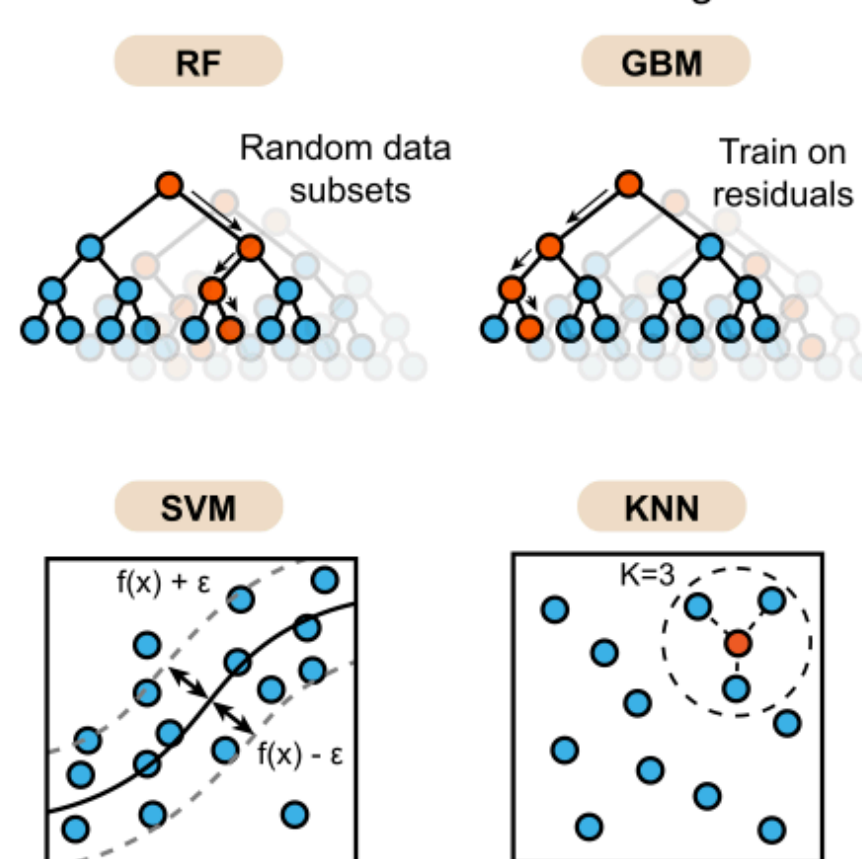 RF
GBM
Random data
subsets
Train on
residuals
SVM
KNN
f(x) + ε
f(x) - ε
K=3